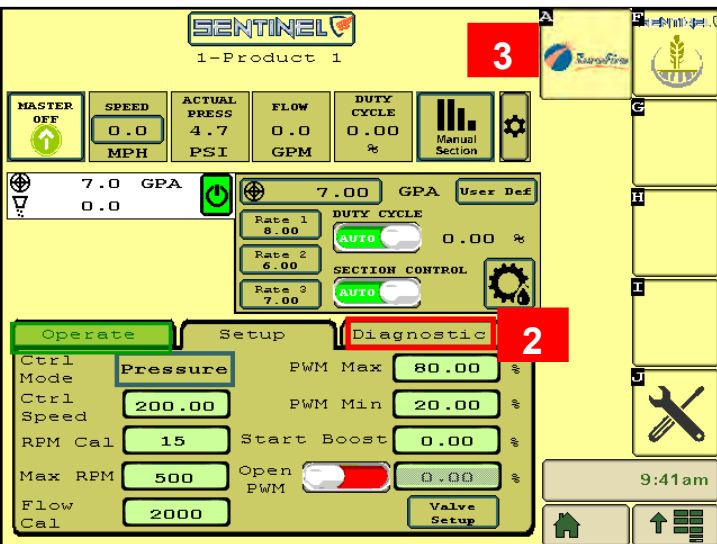 SENTINEL
1-Product 1
3
A
F
SurePoint
G
H
I
J
MASTER
OFF
SPEED
0.0
MPH
ACTUAL
PRESS
4.7
PSI
FLOW
0.0
GPM
DUTY
CYCLE
0.00
%
Manual
Section
7.0 GPA
0.0
7.00 GPA User Def
Rate 1
8.00
Rate 2
6.00
Rate 3
7.00
DUTY CYCLE
AUTO 0.00 %
SECTION CONTROL
AUTO
Operate Setup Diagnostic
2
Ctrl
Mode Pressure
PWM Max 80.00 %
Ctrl
Speed 200.00
PWM Min 20.00 %
RPM Cal 15
Start Boost 0.00 %
Max RPM 500
Open
PWM 0.00 %
Flow
Cal 2000
Valve
Setup
9:41am